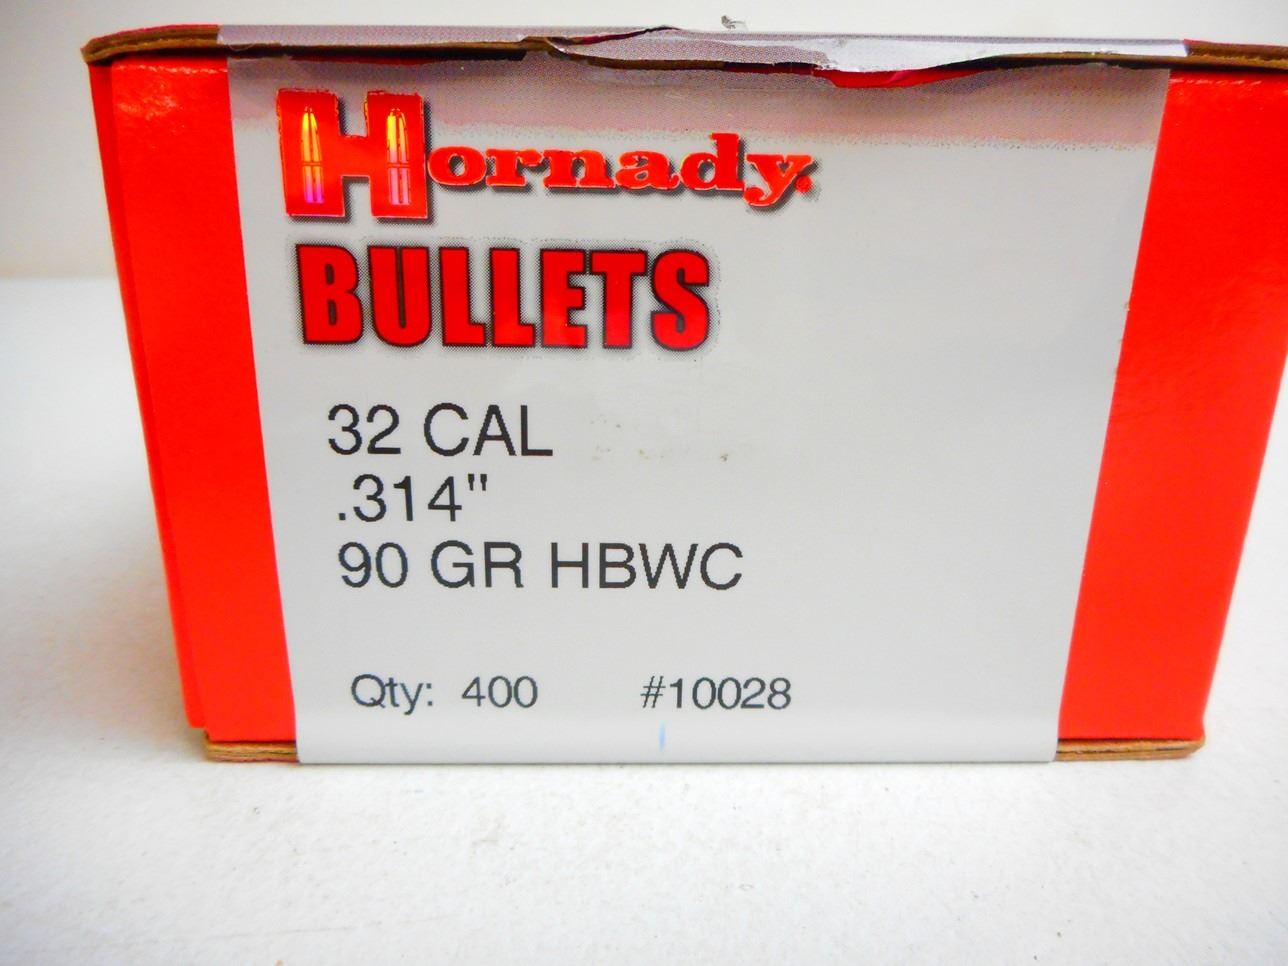 Hornady
BULLETS
32 CAL
.314"
90 GR HBWC
Qty: 400 #10028